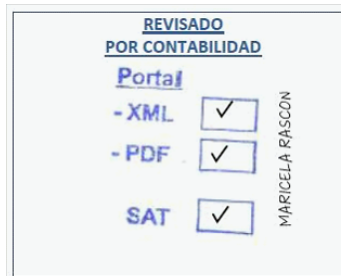 REVISADO
POR CONTABILIDAD
Portal
- XML ✓
- PDF ✓
SAT ✓
MARICELA RASCON